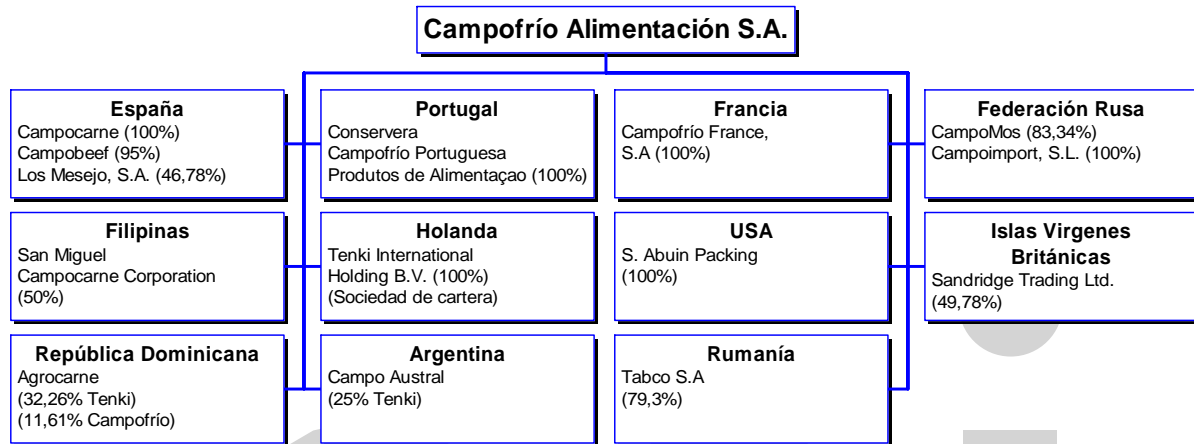 Campofrío Alimentación S.A.
España
Campocarne (100%)
Campobeef (95%)
Los Mesejo, S.A. (46,78%)
Portugal
Conservera
Campofrío Portuguesa
Produtos de Alimentaçao (100%)
Francia
Campofrío France,
S.A (100%)
Federación Rusa
CampoMos (83,34%)
Campoimport, S.L. (100%)
Filipinas
San Miguel
Campocarne Corporation
(50%)
Holanda
Tenki International
Holding B.V. (100%)
(Sociedad de cartera)
USA
S. Abuin Packing
(100%)
Islas Virgenes
Británicas
Sandridge Trading Ltd.
(49,78%)
República Dominicana
Agrocarne
(32,26% Tenki)
(11,61% Campofrío)
Argentina
Campo Austral
(25% Tenki)
Rumanía
Tabco S.A
(79,3%)